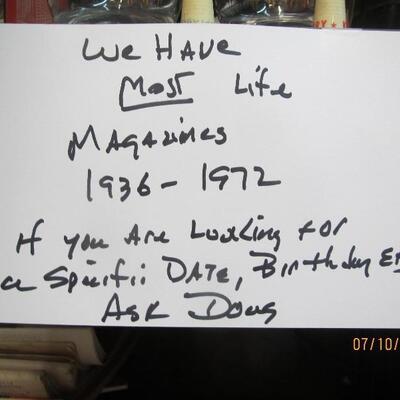 We Have
Most Life
Magazines
1936 - 1972
If you Are Looking For
a Specific DATE, Birthday Et
Ask Doug
07/10